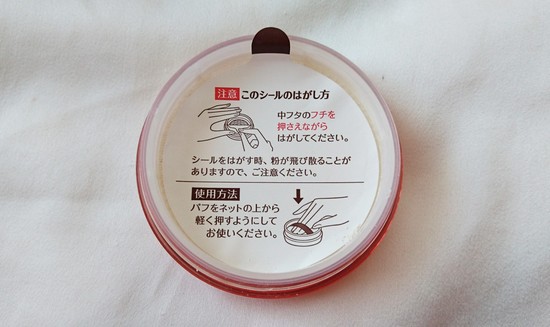 注意 このシールのはがし方
中フタのフチを
押さえながら
はがしてください。
シールをはがす時、粉が飛び散ることが
ありますので、ご注意ください。
使用方法
パフをネットの上から
軽く押すようにして
お使いください。